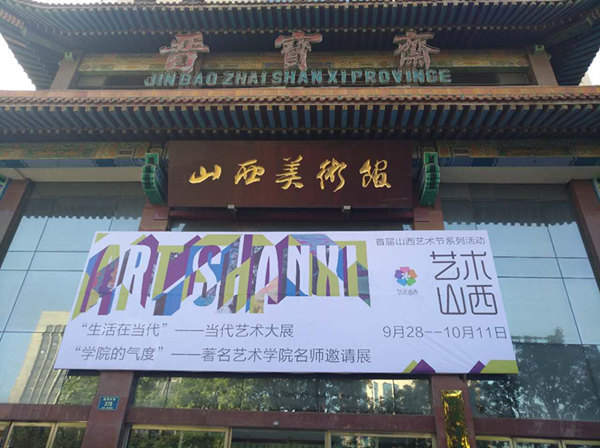 晋宝斋
JIN BAO ZHAI SHAN XI PROVINCE
山西美術館
ART SHANXI
首届山西艺术节系列活动
艺术
山西
“生活在当代”——当代艺术大展
“学院的气度”——著名艺术学院名师邀请展
9月28--10月11日